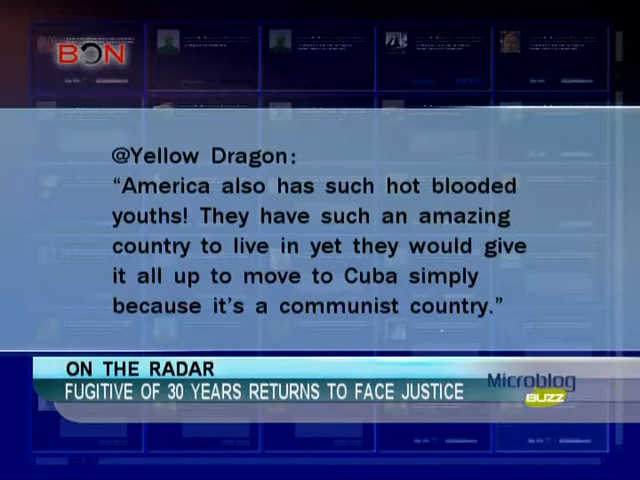 BON
@Yellow Dragon:
“America also has such hot blooded
youths! They have such an amazing
country to live in yet they would give
it all up to move to Cuba simply
because it's a communist country.”
ON THE RADAR
FUGITIVE OF 30 YEARS RETURNS TO FACE JUSTICE
Microblog
BUZZ